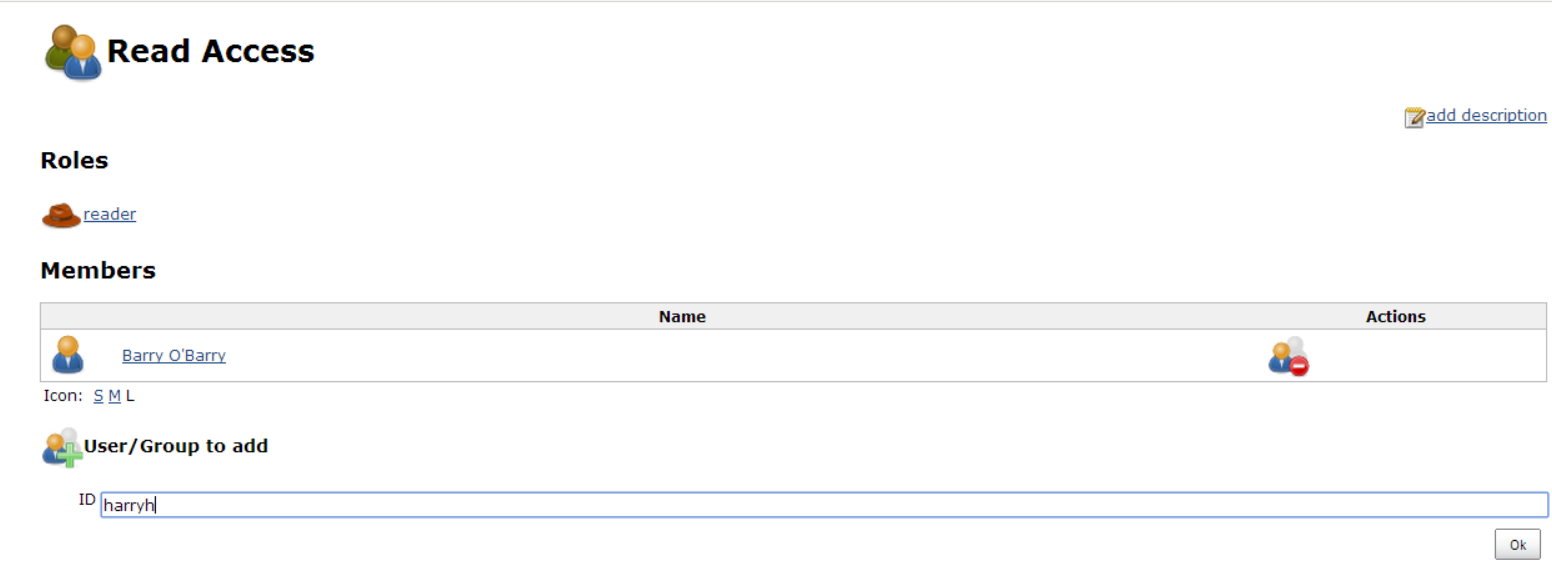 Read Access
add description
Roles
reader
Members
Name Actions
Barry O'Barry
Icon: S M L
User/Group to add
ID harryh
Ok